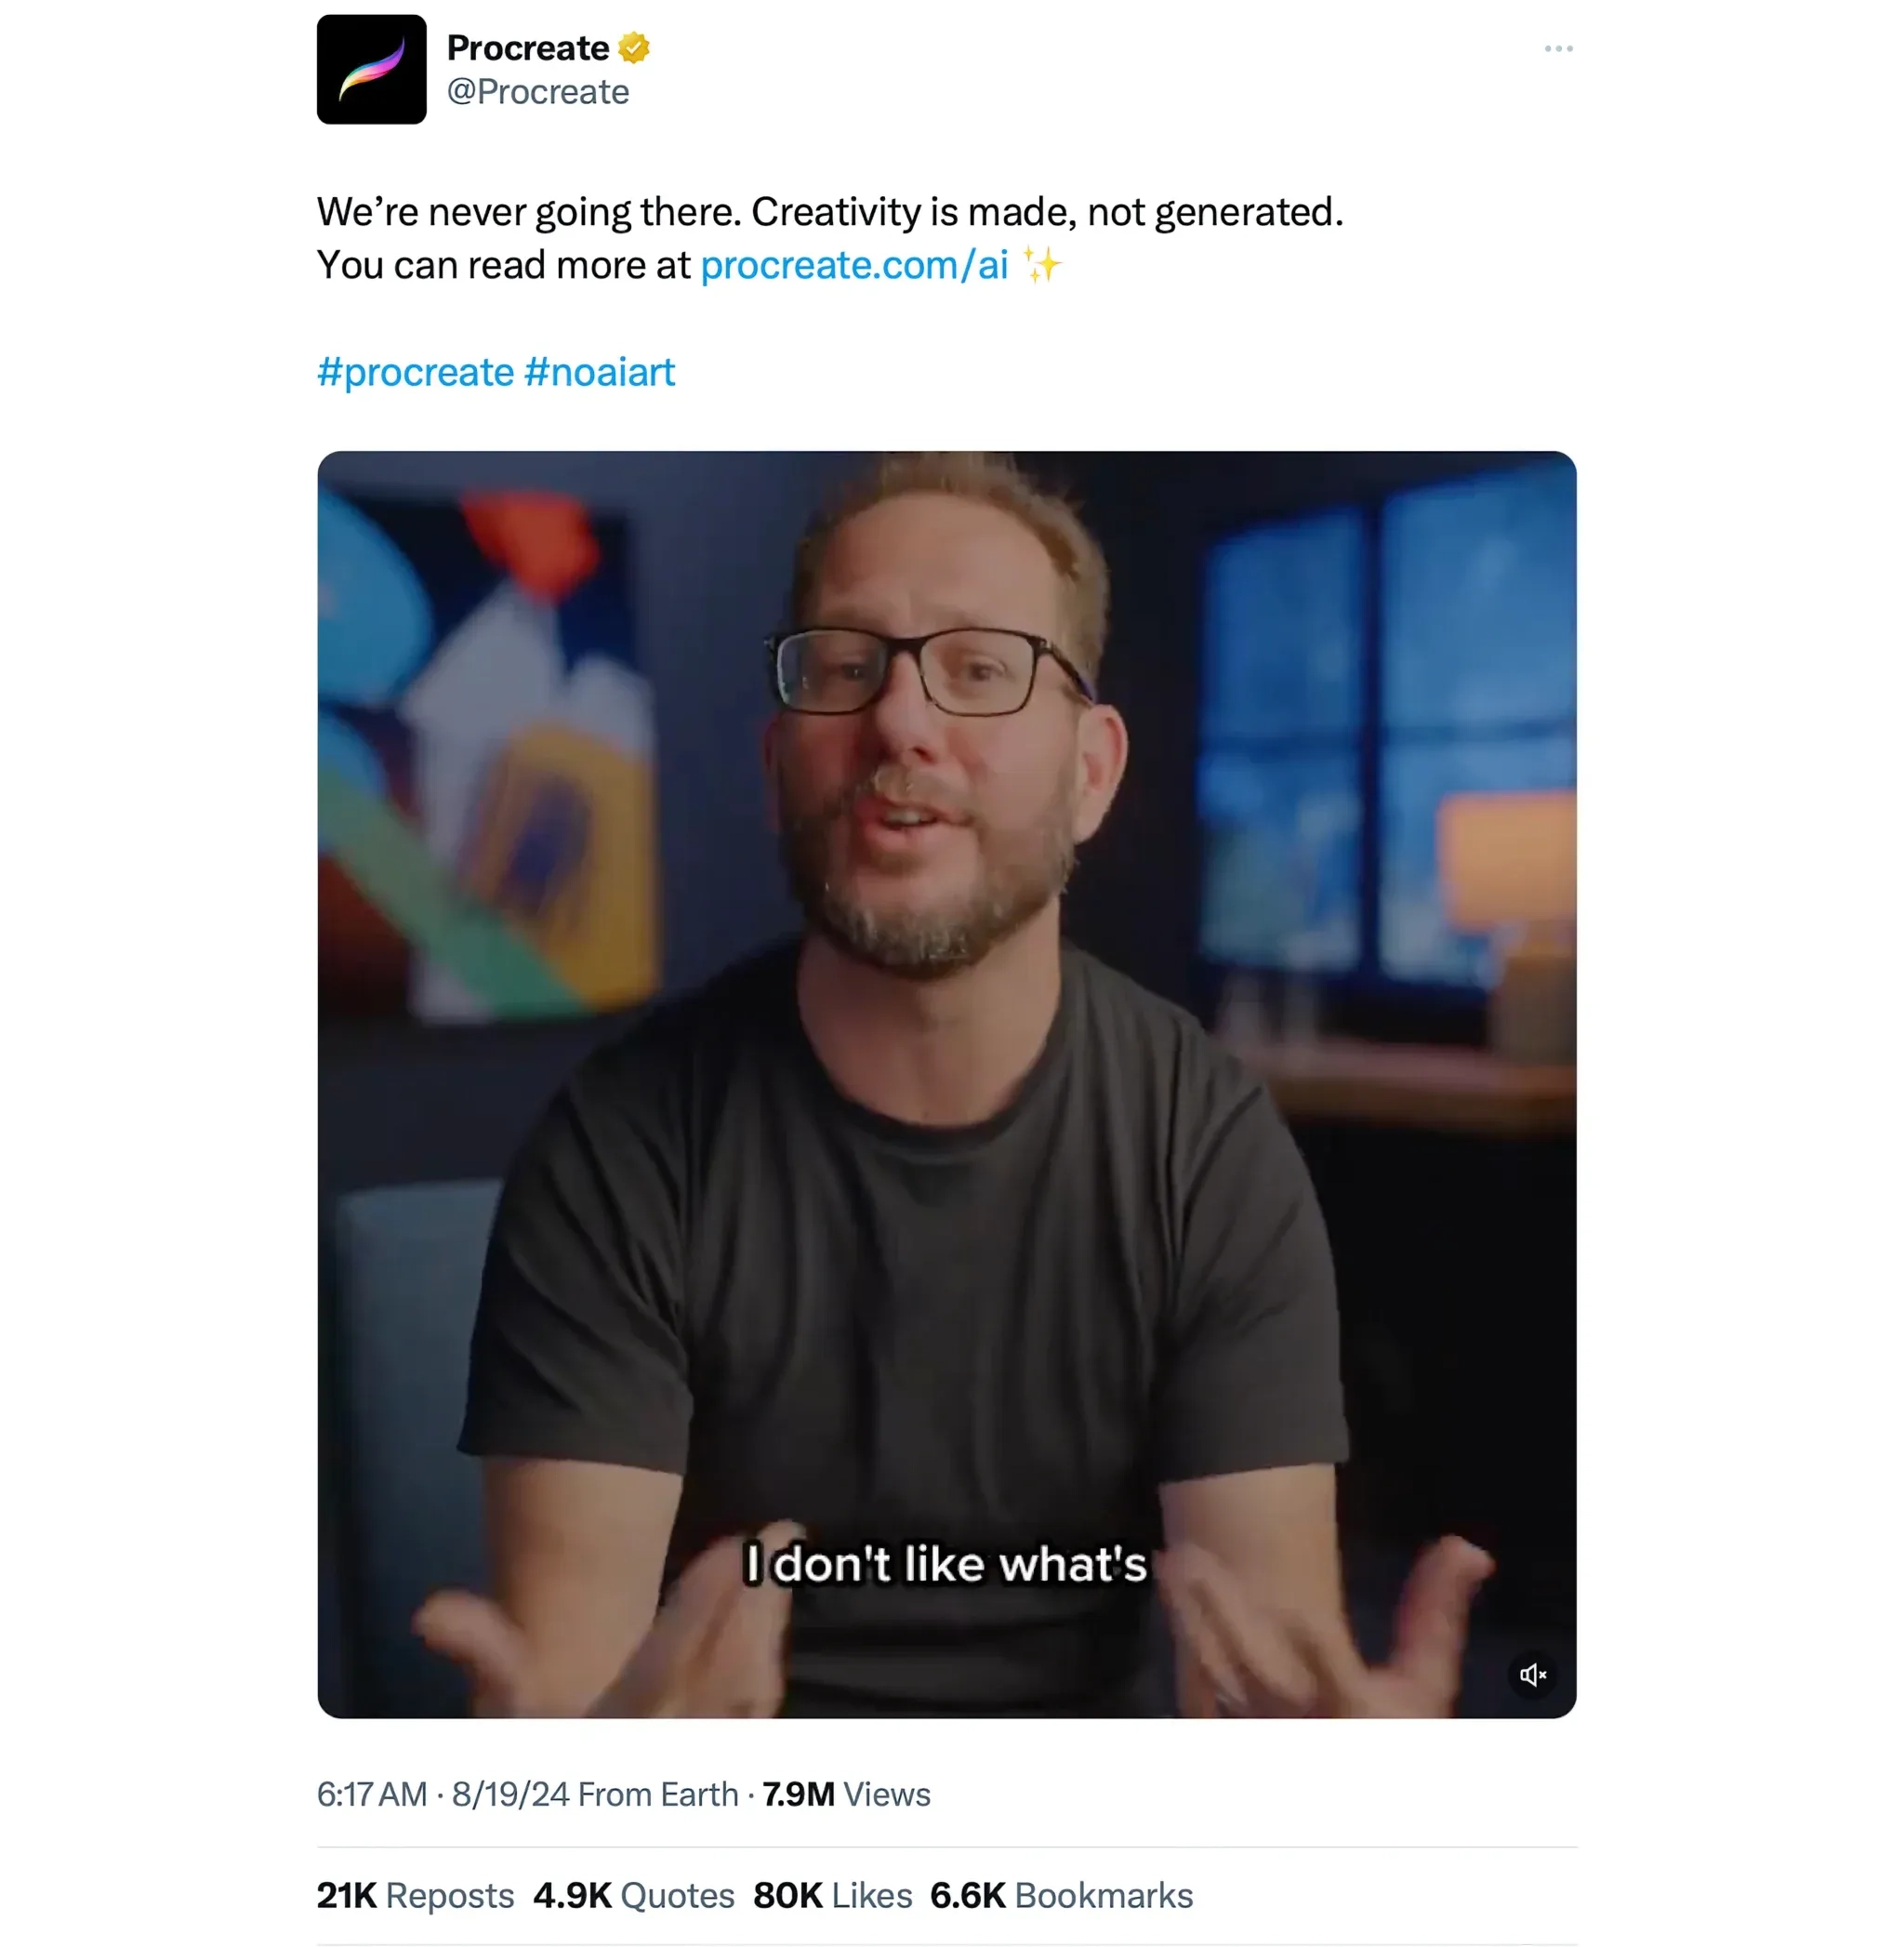 Procreate
@Procreate
We’re never going there. Creativity is made, not generated.
You can read more at procreate.com/ai ✨
#procreate #noaiart
I don't like what's
6:17 AM · 8/19/24 From Earth · 7.9M Views
21K Reposts 4.9K Quotes 80K Likes 6.6K Bookmarks